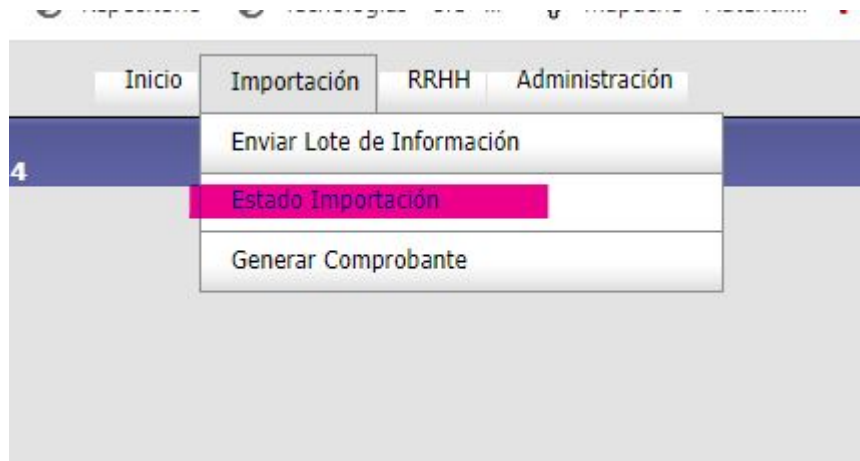 Inicio Importación RRHH Administración
Enviar Lote de Información
4
Estado Importación
Generar Comprobante